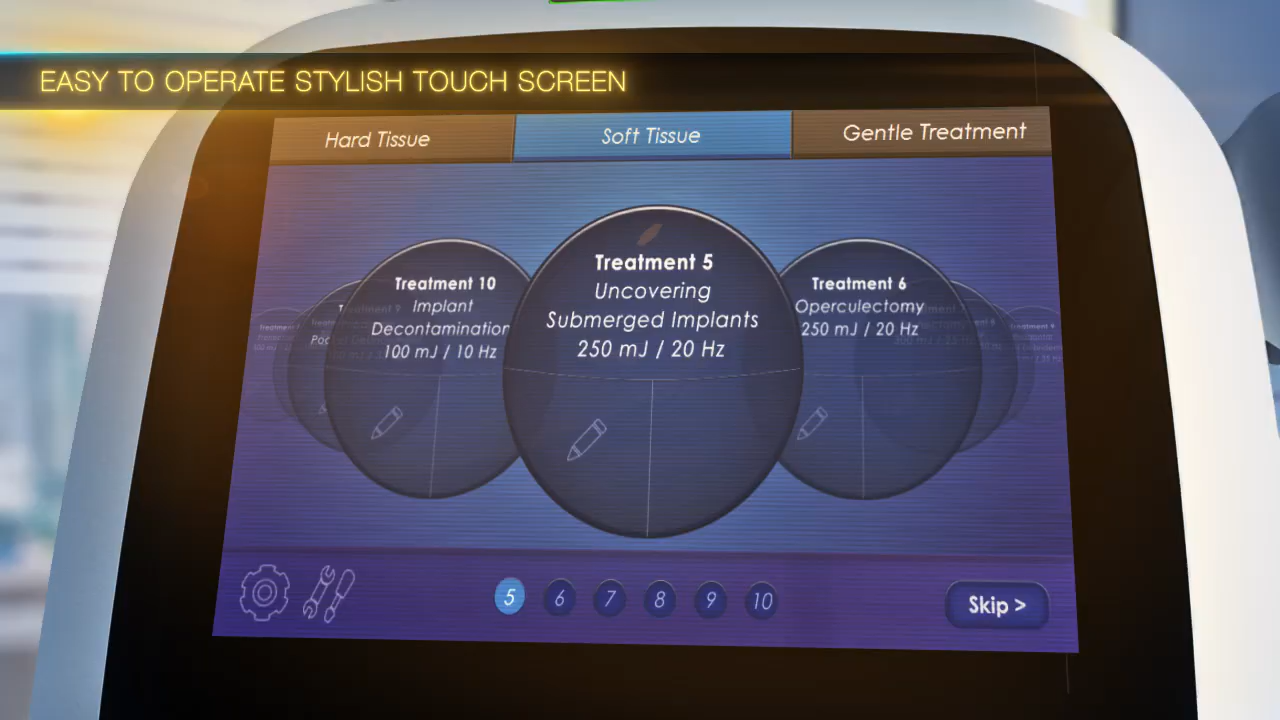 EASY TO OPERATE STYLISH TOUCH SCREEN
Hard Tissue
Soft Tissue
Gentle Treatment
Treatment 10
Implant
Decontamination
100 mJ / 10 Hz
Treatment 5
Uncovering
Submerged Implants
250 mJ / 20 Hz
Treatment 6
Operculectomy
250 mJ / 20 Hz
5 6 7 8 9 10
Skip >